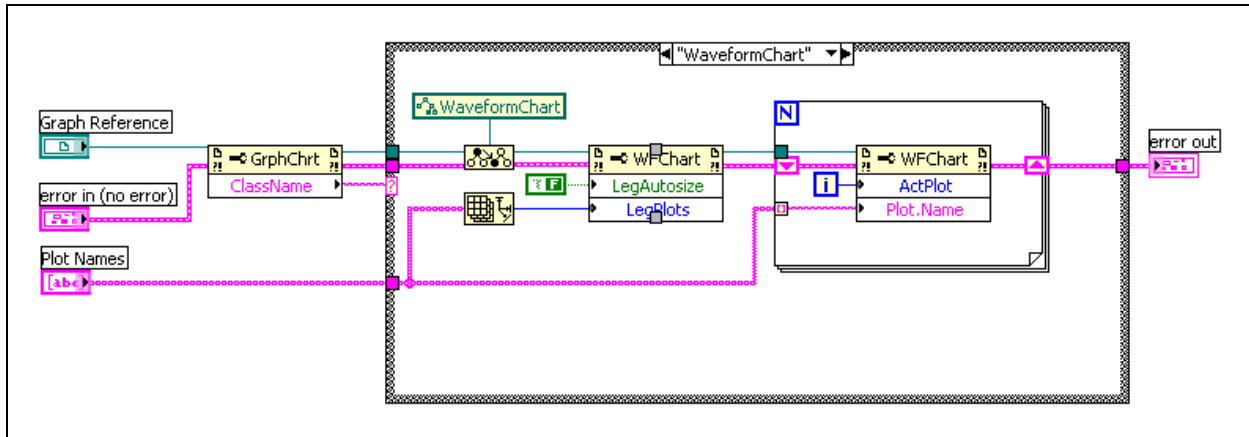 "WaveformChart"
WaveformChart
Graph Reference
GrphChrt
ClassName
?
error in (no error)
Plot Names
[abc]
F
WFChart
LegAutosize
LegPlots
N
i
WFChart
ActPlot
Plot.Name
error out